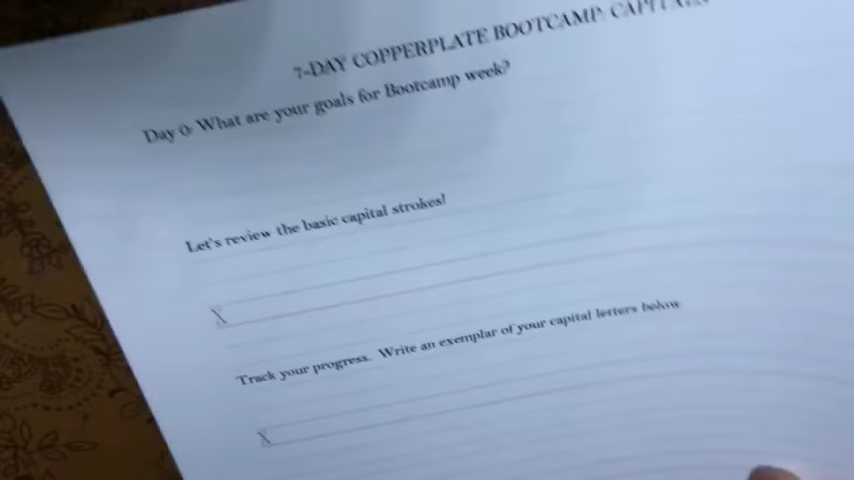 7-DAY COPPERPLATE BOOTCAMP: CAPITALS
Day 0: What are your goals for Bootcamp week?
Let's review the basic capital strokes!
X
Track your progress. Write an exemplar of your capital letters below
X